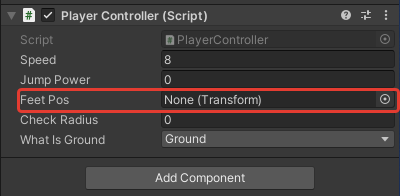 Player Controller (Script)
Script PlayerController
Speed 8
Jump Power 0
Feet Pos None (Transform)
Check Radius 0
What Is Ground Ground
Add Component